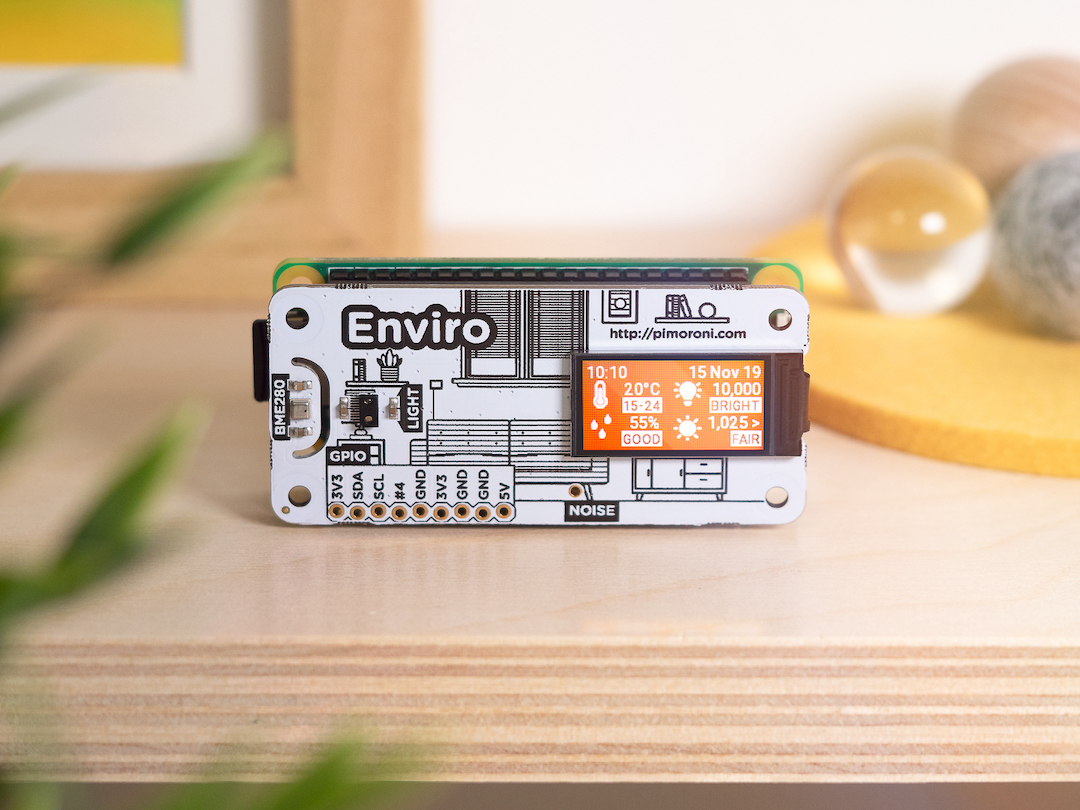 Enviro
http://pimoroni.com
10:10 15 Nov 19
20°C 10,000
15-24 BRIGHT
55% 1,025 >
GOOD FAIR
BME280
LIGHT
GPIO
3V3 SDA SCL #4 GND 3V3 GND GND 5V
NOISE